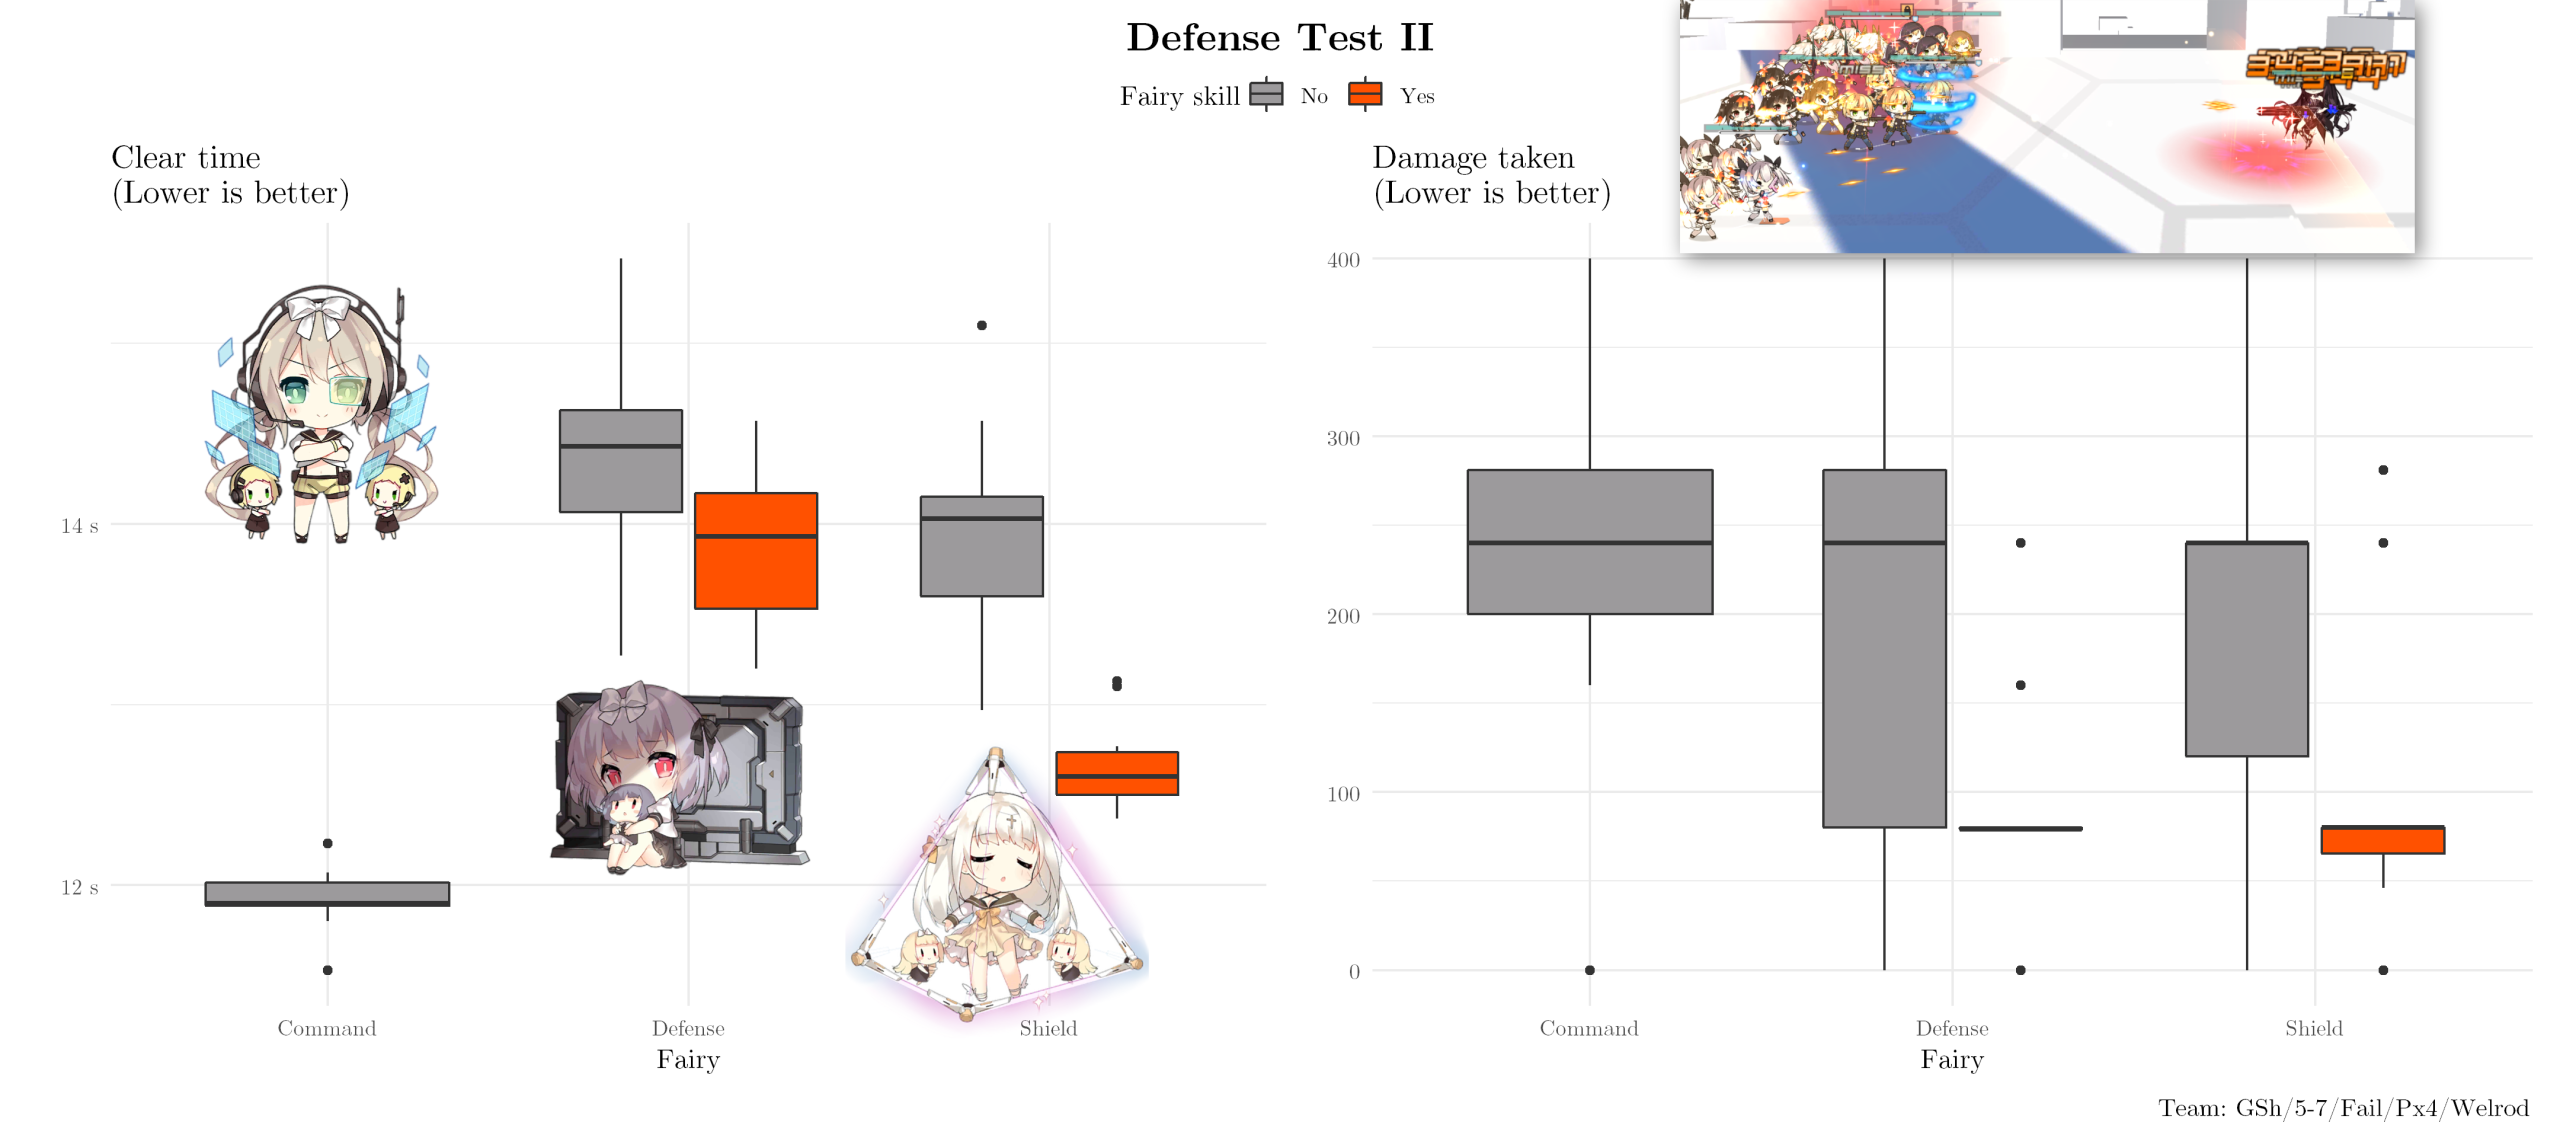 Defense Test II
Fairy skill No Yes
Clear time
(Lower is better)
14 s
12 s
Command Defense Shield
Fairy
Damage taken
(Lower is better)
miss
400
300
200
100
0
Command Defense Shield
Fairy
Team: GSh/5-7/Fail/Px4/Welrod